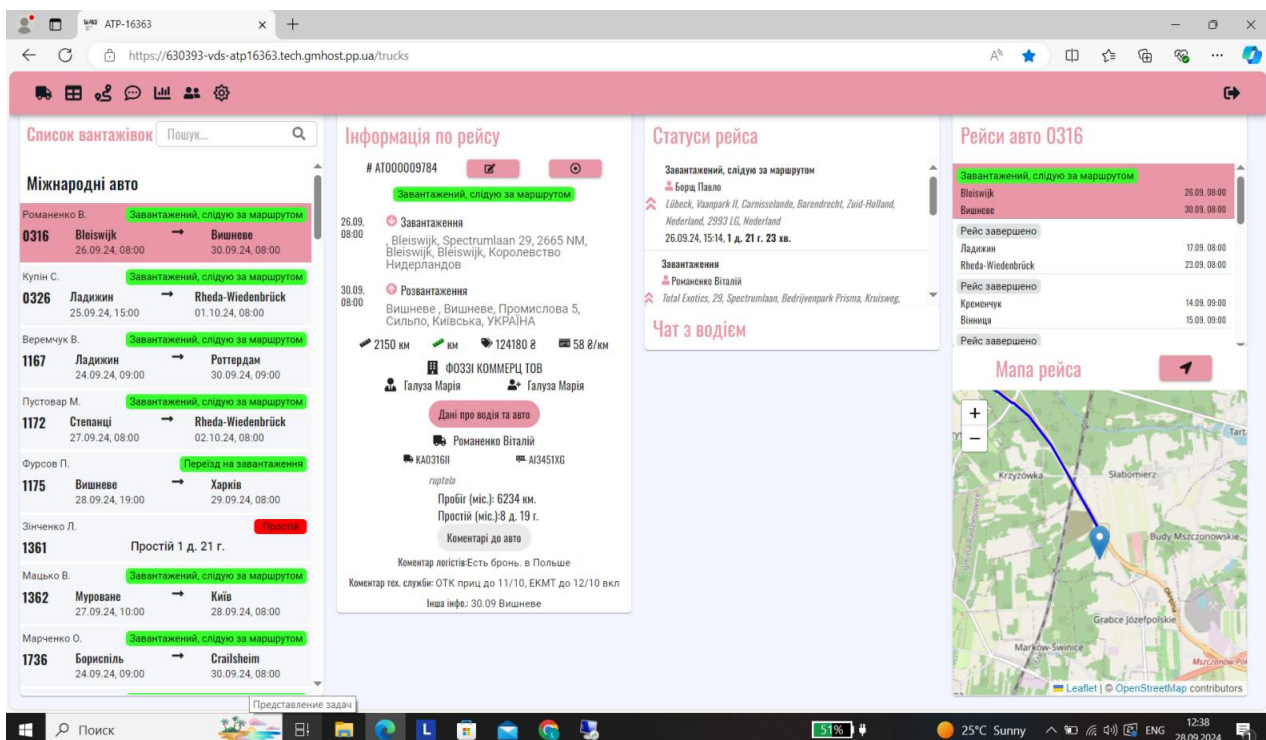 ATP-16363
https://630393-vds-atp16363.tech.gmhost.pp.ua/trucks
Список вантажівок
Пошук...
Міжнародні авто
Романенко В.
Завантажений, слідую за маршрутом
0316
Bleiswijk
Вишневе
26.09.24, 08:00
30.09.24, 08:00
Купін С.
Завантажений, слідую за маршрутом
0326
Ладижин
Rheda-Wiedenbrück
25.09.24, 15:00
01.10.24, 08:00
Веремчук В.
Завантажений, слідую за маршрутом
1167
Ладижин
Роттердам
24.09.24, 09:00
30.09.24, 09:00
Пустовар М.
Завантажений, слідую за маршрутом
1172
Степанці
Rheda-Wiedenbrück
27.09.24, 08:00
02.10.24, 08:00
Фурсов П.
Переїзд на завантаження
1175
Вишневе
Харків
28.09.24, 19:00
29.09.24, 08:00
Зінченко Л.
Простій
1361
Простій 1 д. 21 г.
Мацько В.
Завантажений, слідую за маршрутом
1362
Муроване
Київ
27.09.24, 10:00
28.09.24, 08:00
Марченко О.
Завантажений, слідую за маршрутом
1736
Бориспіль
Crailsheim
24.09.24, 09:00
30.09.24, 08:00
Представление задач
Інформація по рейсу
# AT000009784
Завантажений, слідую за маршрутом
26.09, 08:00
Завантаження
, Bleiswijk, Spectrumlaan 29, 2665 NM,
Bleiswijk, Bleiswijk, Королевство
Нидерландов
30.09, 08:00
Розвантаження
Вишневе , Вишневе, Промислова 5,
Сильпо, Київська, УКРАЇНА
2150 км
км
124180 ₴
58 ₴/км
ФОЗЗІ КОММЕРЦ ТОВ
Галуза Марія
Галуза Марія
Дані про водія та авто
Романенко Віталій
KA0316II
AI3451XG
ruptela
Пробіг (міс.): 6234 км.
Простій (міс.):8 д. 19 г.
Коментарі до авто
Коментар логістів:Есть бронь. в Польше
Коментар тех. служби: ОТК приц до 11/10, ЕКМТ до 12/10 вкл
Інша інфо.: 30.09 Вишневе
Статуси рейса
Завантажений, слідую за маршрутом
Борщ Павло
Lübeck, Vaanpark II, Carnisselande, Barendrecht, Zuid-Holland,
Nederland, 2993 LG, Nederland
26.09.24, 15:14, 1 д. 21 г. 23 хв.
Завантаження
Романенко Віталій
Total Exotics, 29, Spectrumlaan, Bedrijvenpark Prisma, Kruisweg,
Чат з водієм
Рейси авто 0316
Завантажений, слідую за маршрутом
Bleiswijk
26.09, 08:00
Вишневе
30.09, 08:00
Рейс завершено
Ладижин
17.09, 08:00
Rheda-Wiedenbrück
23.09, 08:00
Рейс завершено
Кременчук
14.09, 09:00
Вінниця
15.09, 09:00
Рейс завершено
Мапа рейса
+
−
Krzyżówka
Słabomierz
Budy Mszczonowskie
Grabce Józefpolskie
Marków-Świnice
Leaflet | © OpenStreetMap contributors
Поиск
51%
25°C Sunny
ENG
12:38
28.09.2024